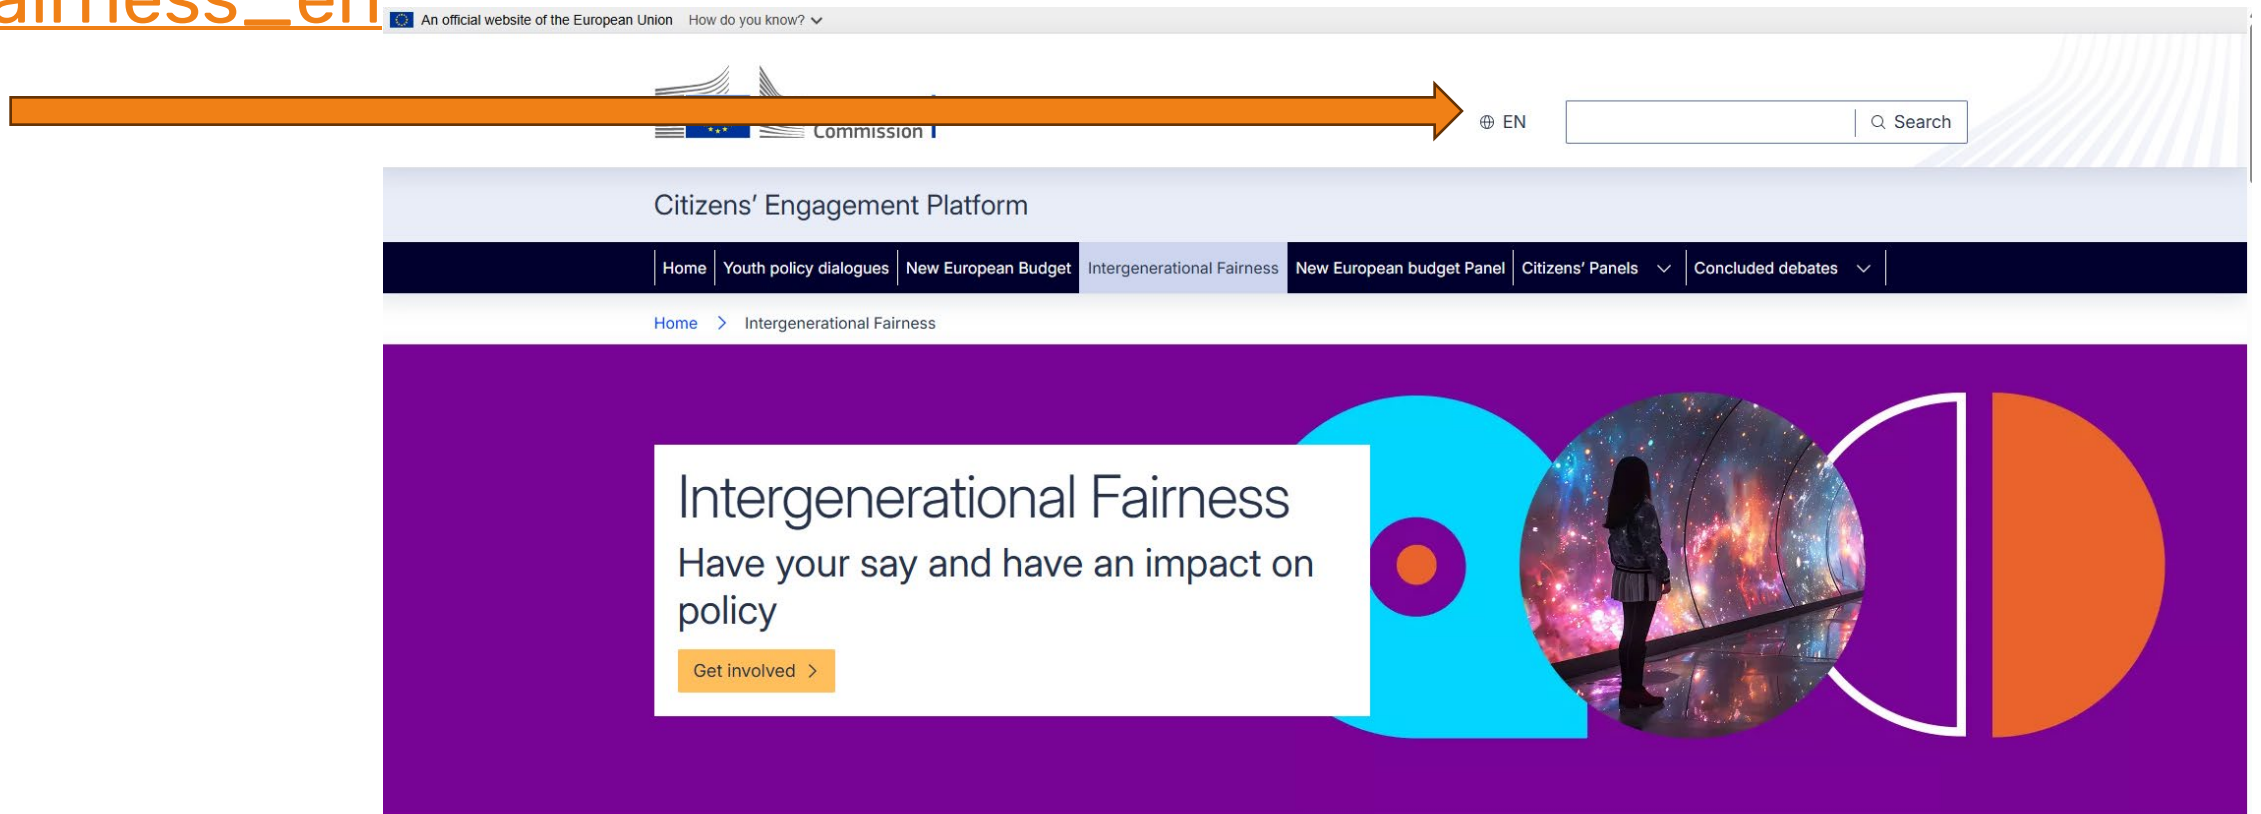 airness_en
An official website of the European Union How do you know?
Commission
EN
Search
Citizens’ Engagement Platform
Home Youth policy dialogues New European Budget Intergenerational Fairness New European budget Panel Citizens’ Panels Concluded debates
Home > Intergenerational Fairness
Intergenerational Fairness
Have your say and have an impact on
policy
Get involved >